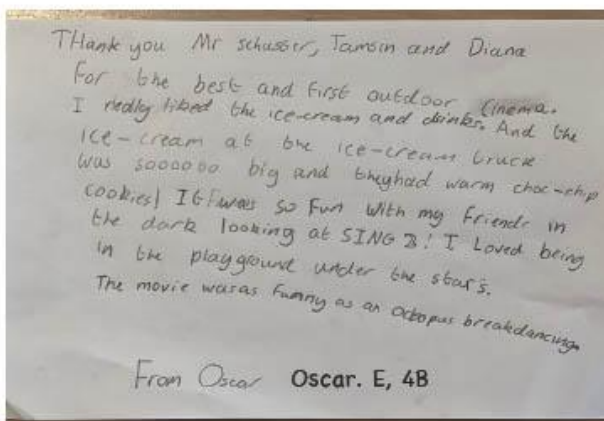 THank you Mr Schusser, Tamsin and Diana
For the best and first outdoor Cinema.
I really liked the ice-cream and drinks. And the
ice-cream at the ice-cream truck
was soooooo big and they had warm choc-chip
cookies! It was so Fun with my Friends in
the dark looking at SING 2! I Loved being
in the playground under the stars.
The movie was as funny as an octopus breakdancing.
From Oscar Oscar. E, 4B